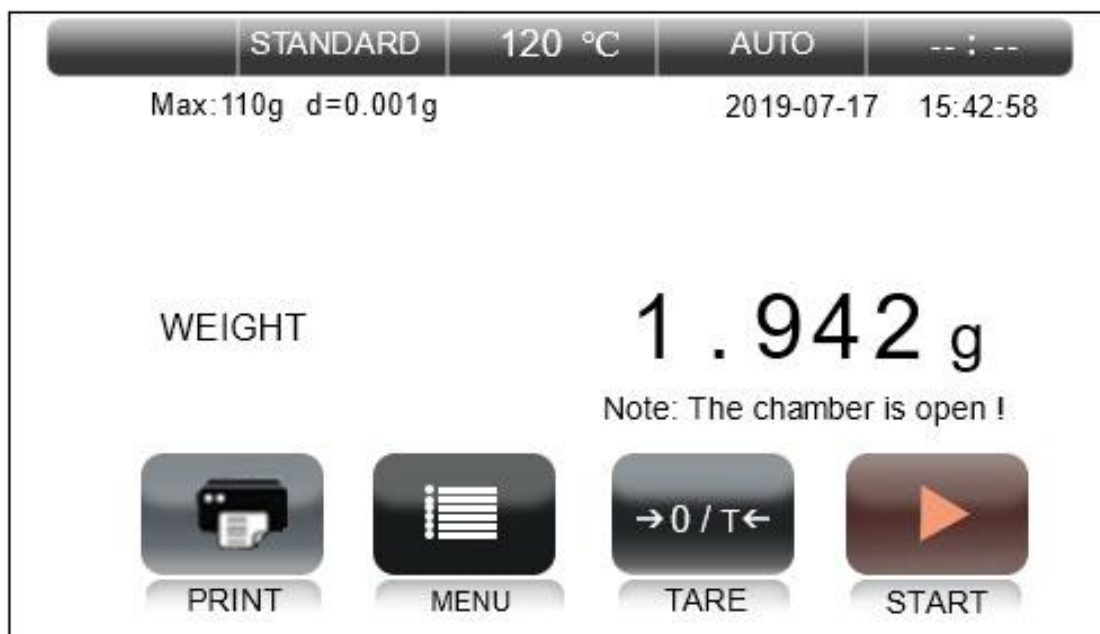 STANDARD 120 ℃ AUTO -- : --
Max:110g d=0.001g 2019-07-17 15:42:58
WEIGHT 1.942 g
Note: The chamber is open !
→0/T←
PRINT MENU TARE START